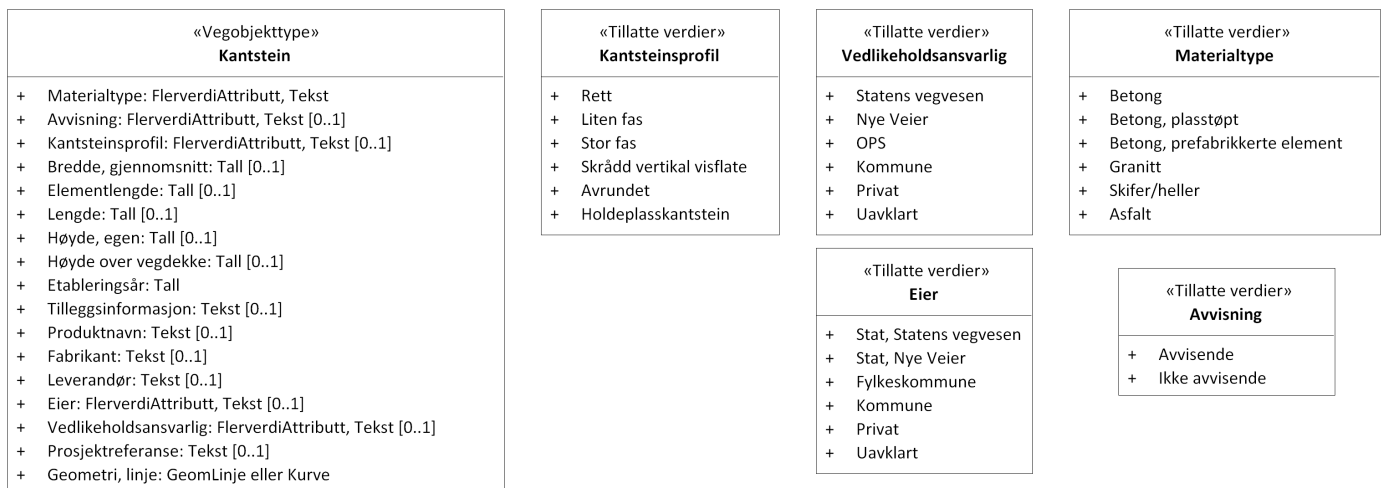 «Vegobjekttype»
Kantstein
+ Materialtype: FlerverdiAttributt, Tekst
+ Avvisning: FlerverdiAttributt, Tekst [0..1]
+ Kantsteinsprofil: FlerverdiAttributt, Tekst [0..1]
+ Bredde, gjennomsnitt: Tall [0..1]
+ Elementlengde: Tall [0..1]
+ Lengde: Tall [0..1]
+ Høyde, egen: Tall [0..1]
+ Høyde over vegdekke: Tall [0..1]
+ Etableringsår: Tall
+ Tilleggsinformasjon: Tekst [0..1]
+ Produktnavn: Tekst [0..1]
+ Fabrikant: Tekst [0..1]
+ Leverandør: Tekst [0..1]
+ Eier: FlerverdiAttributt, Tekst [0..1]
+ Vedlikeholdsansvarlig: FlerverdiAttributt, Tekst [0..1]
+ Prosjektreferanse: Tekst [0..1]
+ Geometri, linje: GeomLinje eller Kurve
«Tillatte verdier»
Kantsteinsprofil
+ Rett
+ Liten fas
+ Stor fas
+ Skrådd vertikal visflate
+ Avrundet
+ Holdeplasskantstein
«Tillatte verdier»
Vedlikeholdsansvarlig
+ Statens vegvesen
+ Nye Veier
+ OPS
+ Kommune
+ Privat
+ Uavklart
«Tillatte verdier»
Materialtype
+ Betong
+ Betong, plasstøpt
+ Betong, prefabrikkerte element
+ Granitt
+ Skifer/heller
+ Asfalt
«Tillatte verdier»
Eier
+ Stat, Statens vegvesen
+ Stat, Nye Veier
+ Fylkeskommune
+ Kommune
+ Privat
+ Uavklart
«Tillatte verdier»
Avvisning
+ Avvisende
+ Ikke avvisende